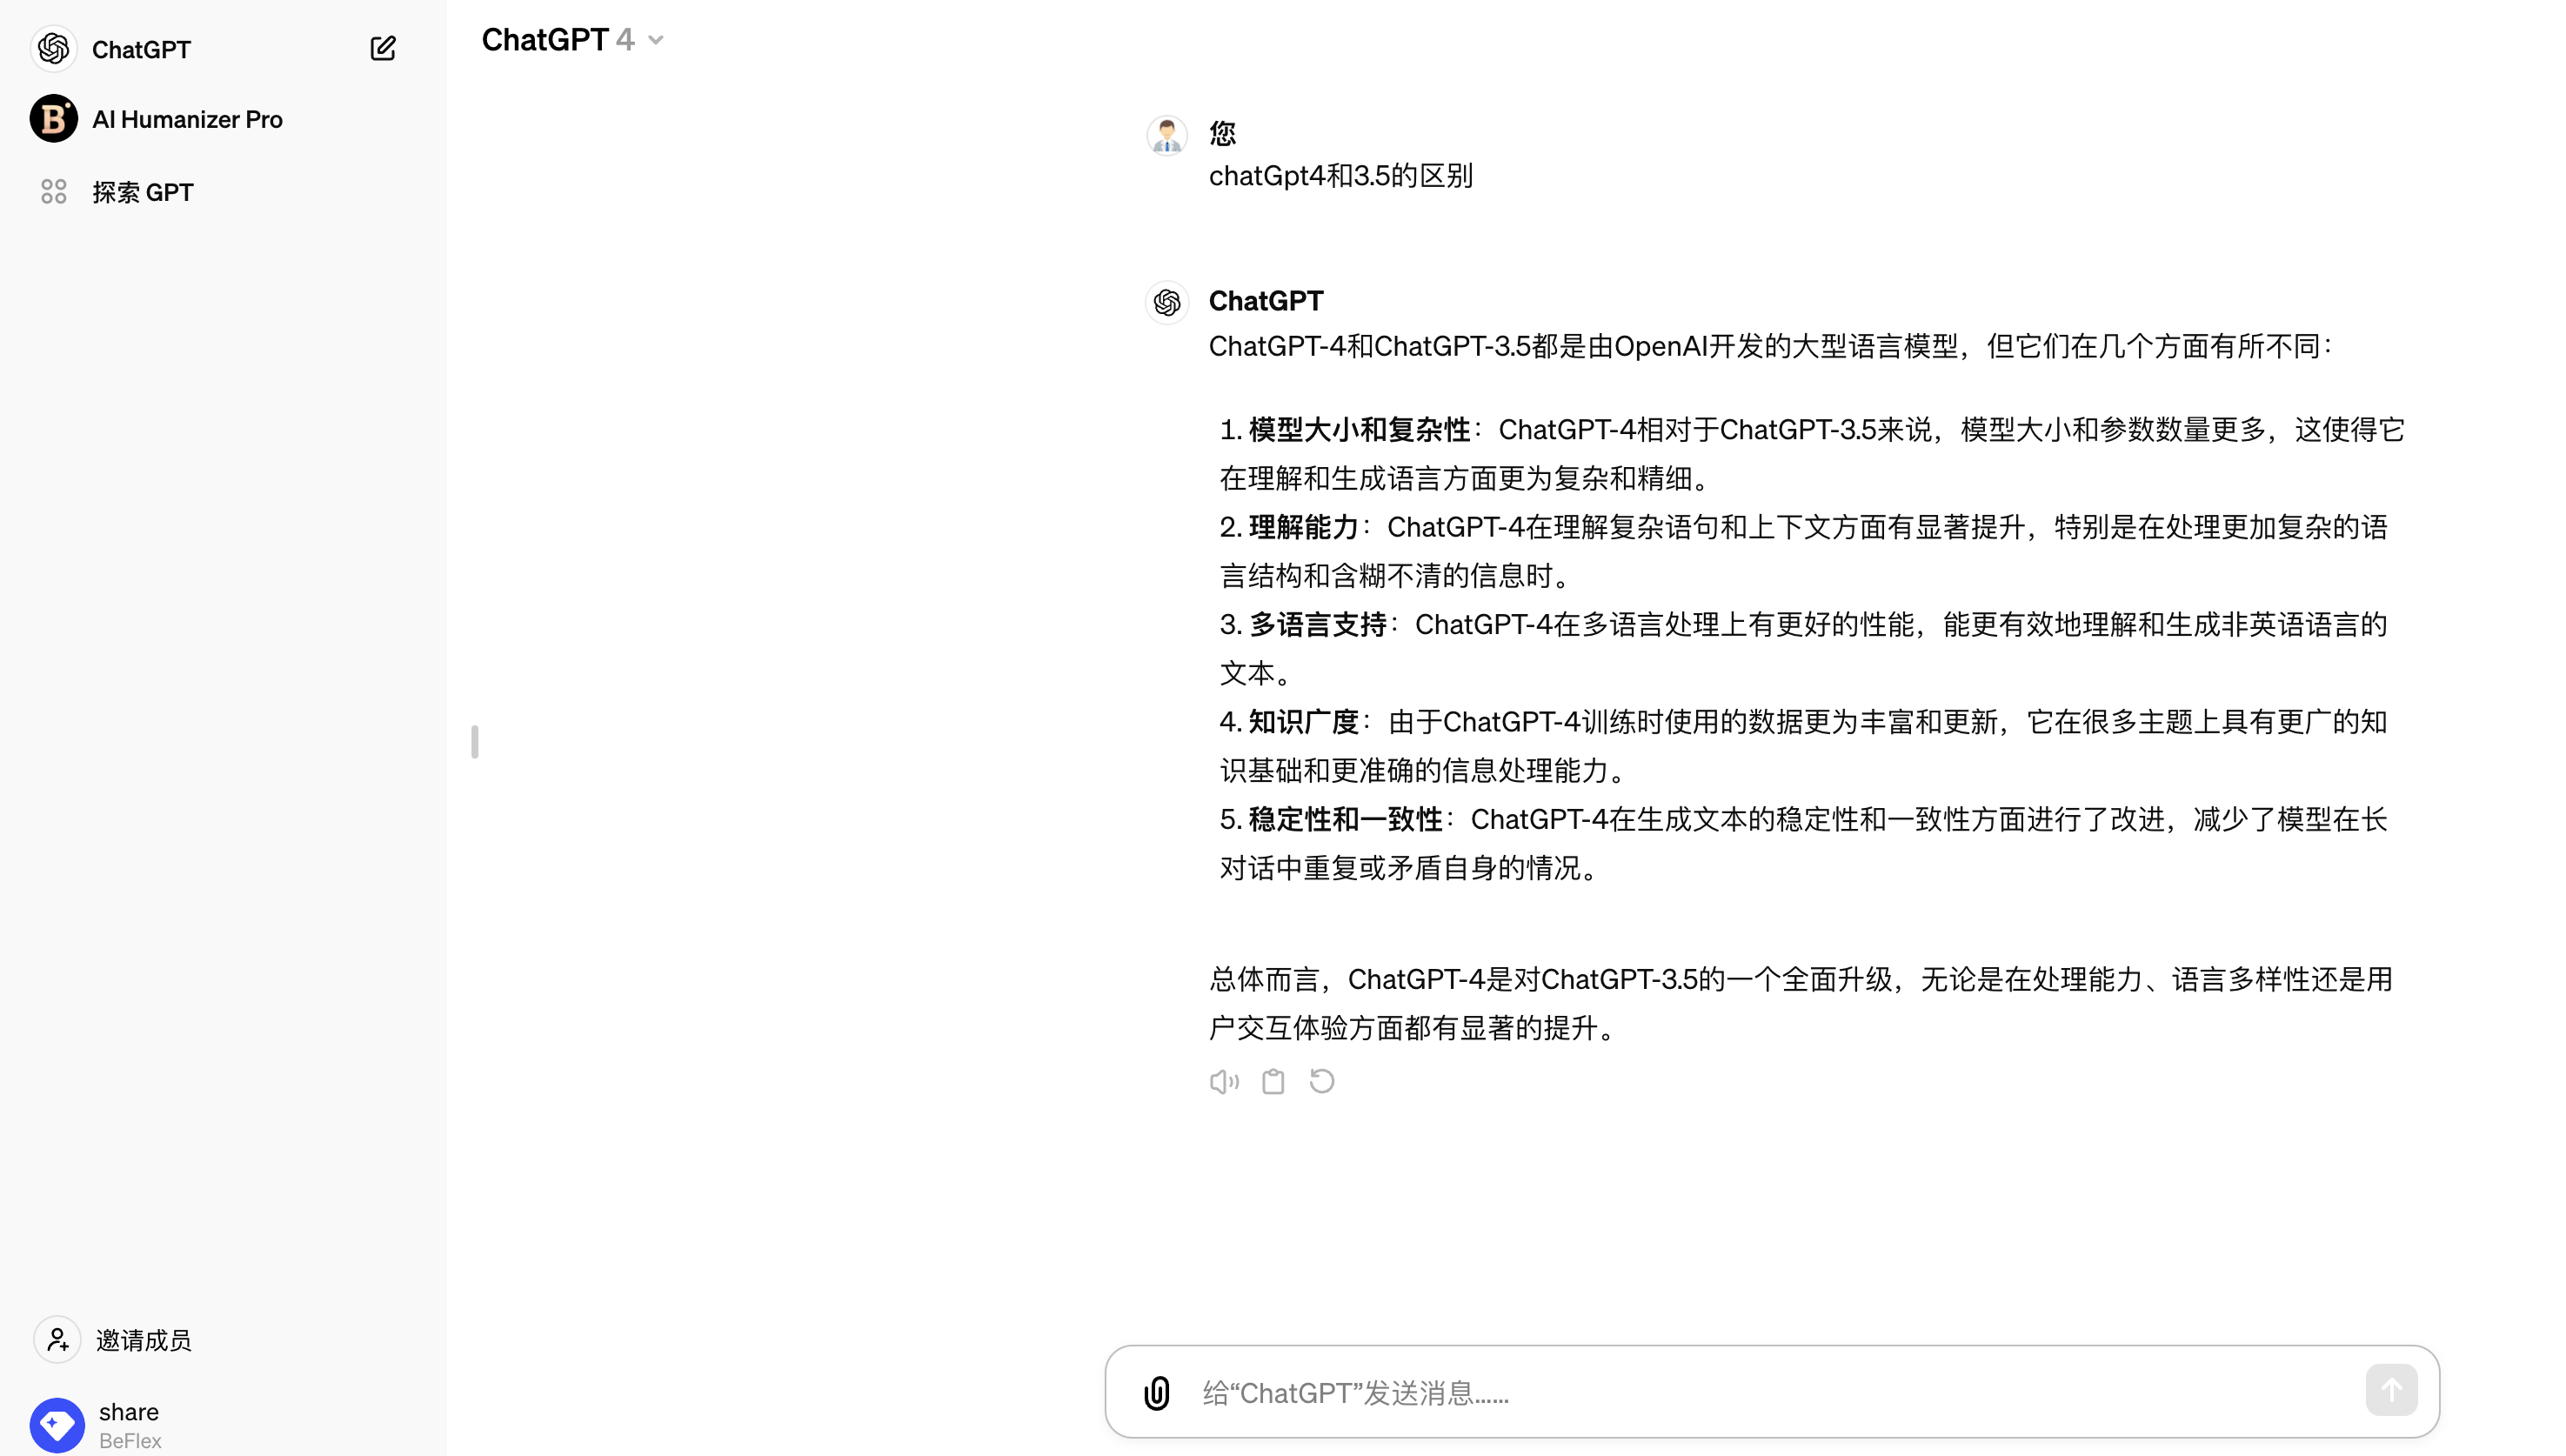 ChatGPT
AI Humanizer Pro
探索 GPT
邀请成员
share
BeFlex
ChatGPT 4
您
chatGpt4和3.5的区别
ChatGPT
ChatGPT-4和ChatGPT-3.5都是由OpenAI开发的大型语言模型，但它们在几个方面有所不同：
1. 模型大小和复杂性：ChatGPT-4相对于ChatGPT-3.5来说，模型大小和参数数量更多，这使得它
在理解和生成语言方面更为复杂和精细。
2. 理解能力：ChatGPT-4在理解复杂语句和上下文方面有显著提升，特别是在处理更加复杂的语
言结构和含糊不清的信息时。
3. 多语言支持：ChatGPT-4在多语言处理上有更好的性能，能更有效地理解和生成非英语语言的
文本。
4. 知识广度：由于ChatGPT-4训练时使用的数据更为丰富和更新，它在很多主题上具有更广的知
识基础和更准确的信息处理能力。
5. 稳定性和一致性：ChatGPT-4在生成文本的稳定性和一致性方面进行了改进，减少了模型在长
对话中重复或矛盾自身的情况。
总体而言，ChatGPT-4是对ChatGPT-3.5的一个全面升级，无论是在处理能力、语言多样性还是用
户交互体验方面都有显著的提升。
给“ChatGPT”发送消息......